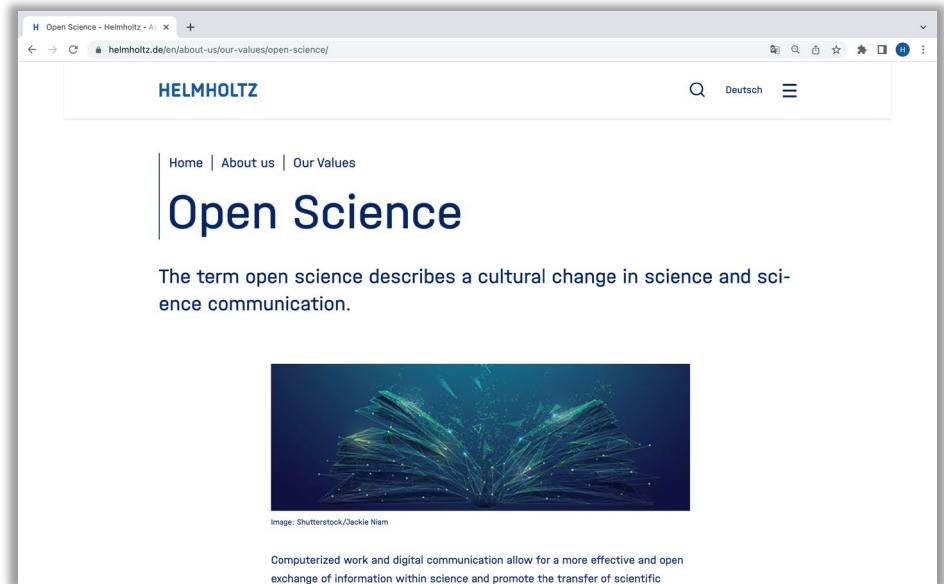 H Open Science - Helmholtz - As
helmholtz.de/en/about-us/our-values/open-science/
H
HELMHOLTZ
Deutsch
Home | About us | Our Values
Open Science
The term open science describes a cultural change in science and sci-
ence communication.
Image: Shutterstock/Jackie Niam
Computerized work and digital communication allow for a more effective and open
exchange of information within science and promote the transfer of scientific